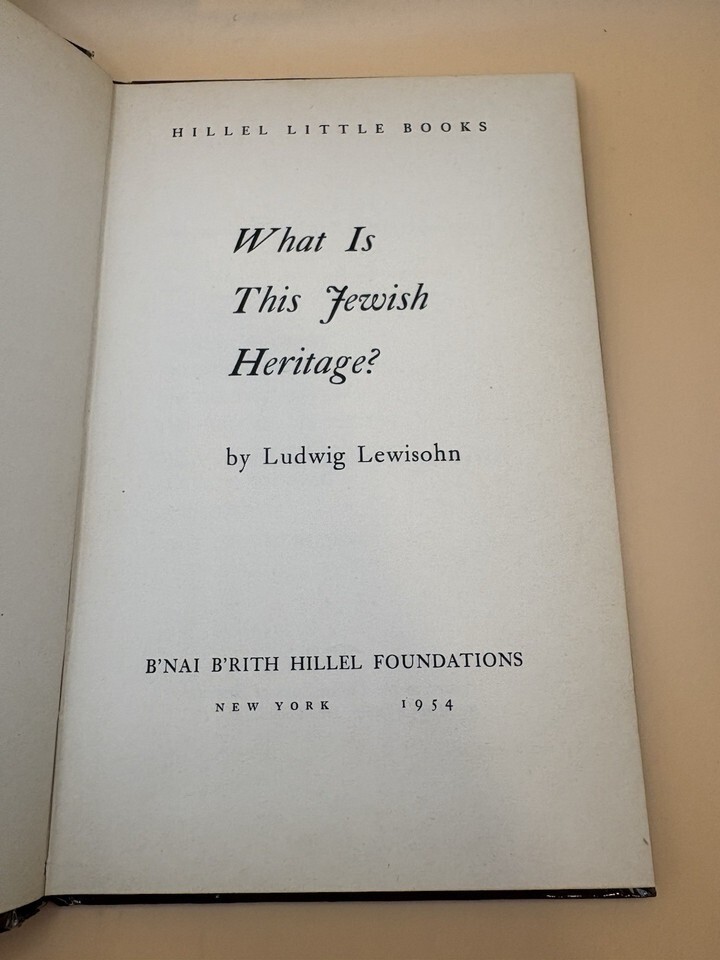 HILLEL LITTLE BOOKS
What Is
This Jewish
Heritage?
by Ludwig Lewisohn
B'NAI B'RITH HILLEL FOUNDATIONS
NEW YORK 1954